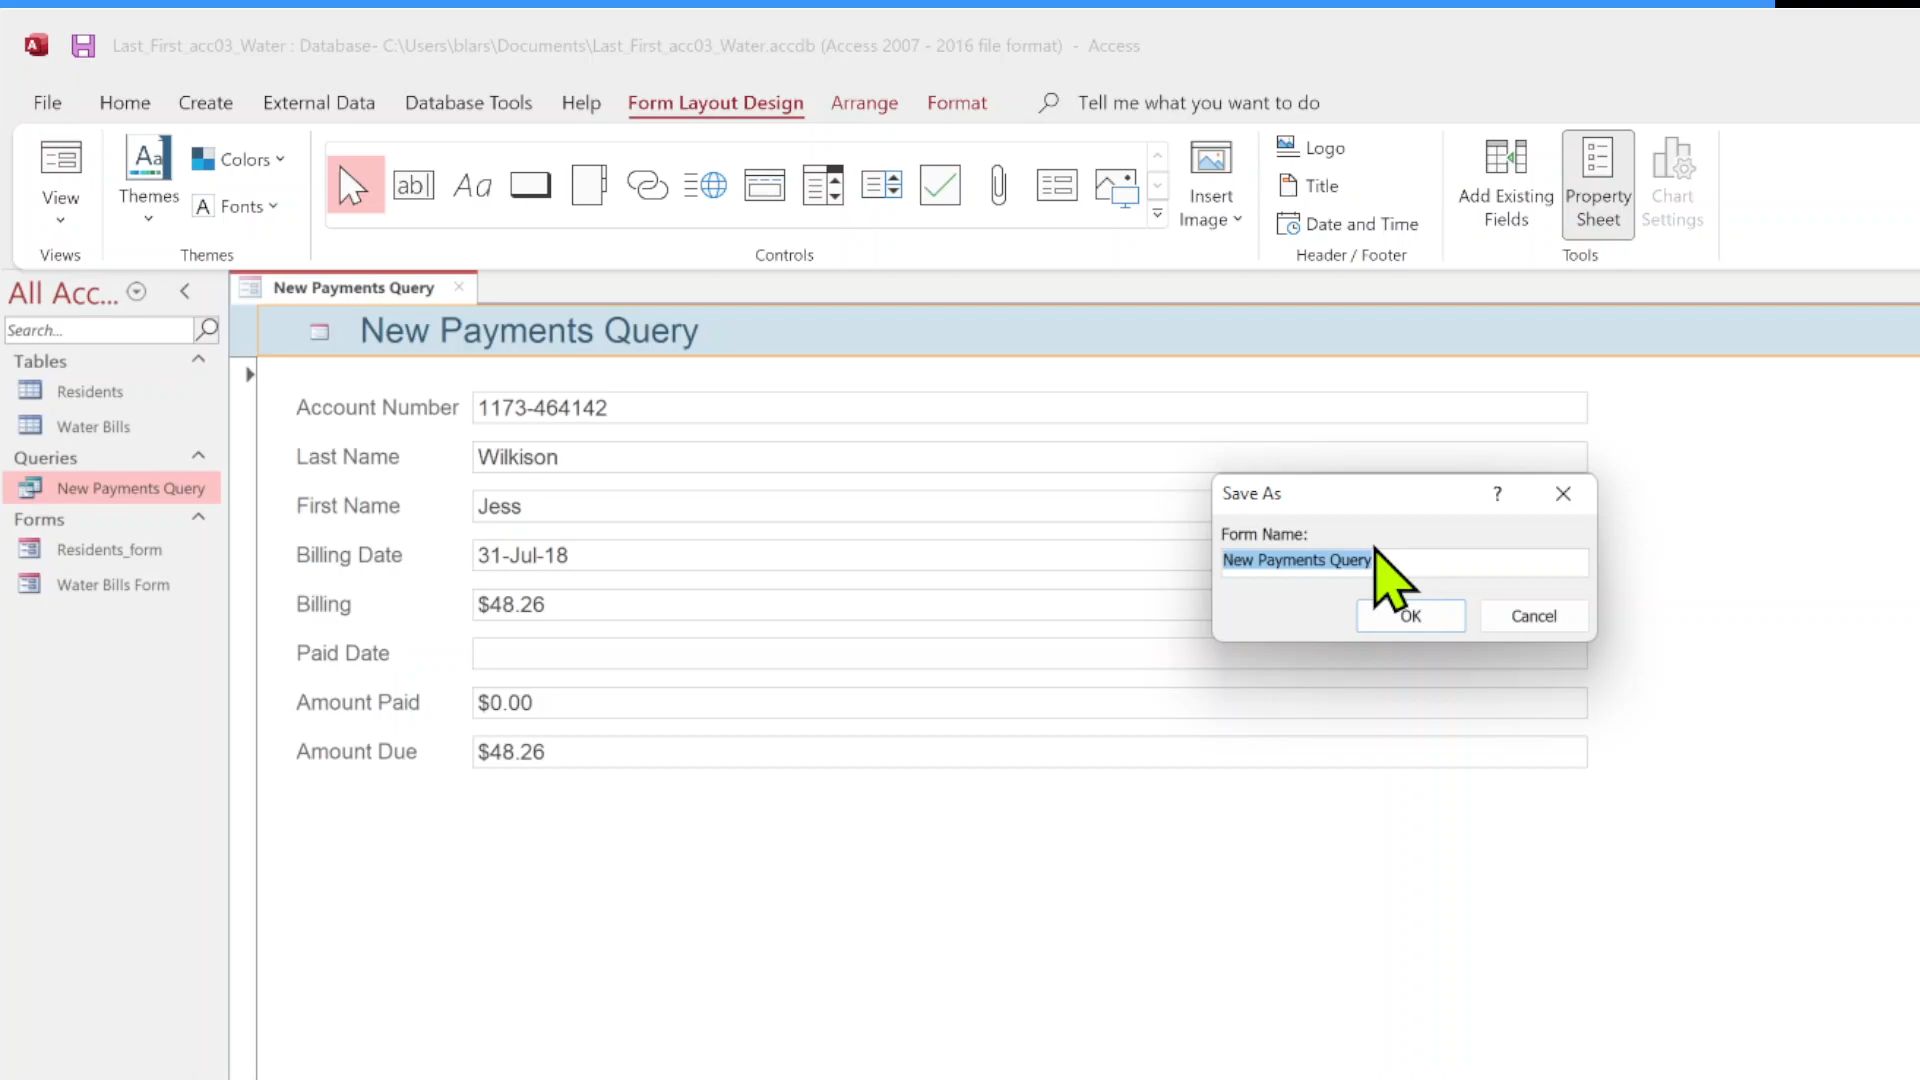 Last_First_acc03_Water : Database- C:\Users\blars\Documents\Last_First_acc03_Water.accdb (Access 2007 - 2016 file format) - Access
File Home Create External Data Database Tools Help Form Layout Design Arrange Format Tell me what you want to do
View
Views
Aa
Themes
Colors
A Fonts
Themes
ab|
Aa
Controls
Insert
Image
Logo
Title
Date and Time
Header / Footer
Add Existing
Fields
Property
Sheet
Chart
Settings
Tools
All Acc...
Search...
Tables
Residents
Water Bills
Queries
New Payments Query
Forms
Residents_form
Water Bills Form
New Payments Query
New Payments Query
Account Number 1173-464142
Last Name Wilkison
First Name Jess
Billing Date 31-Jul-18
Billing $48.26
Paid Date
Amount Paid $0.00
Amount Due $48.26
Save As ?
Form Name:
New Payments Query
OK Cancel